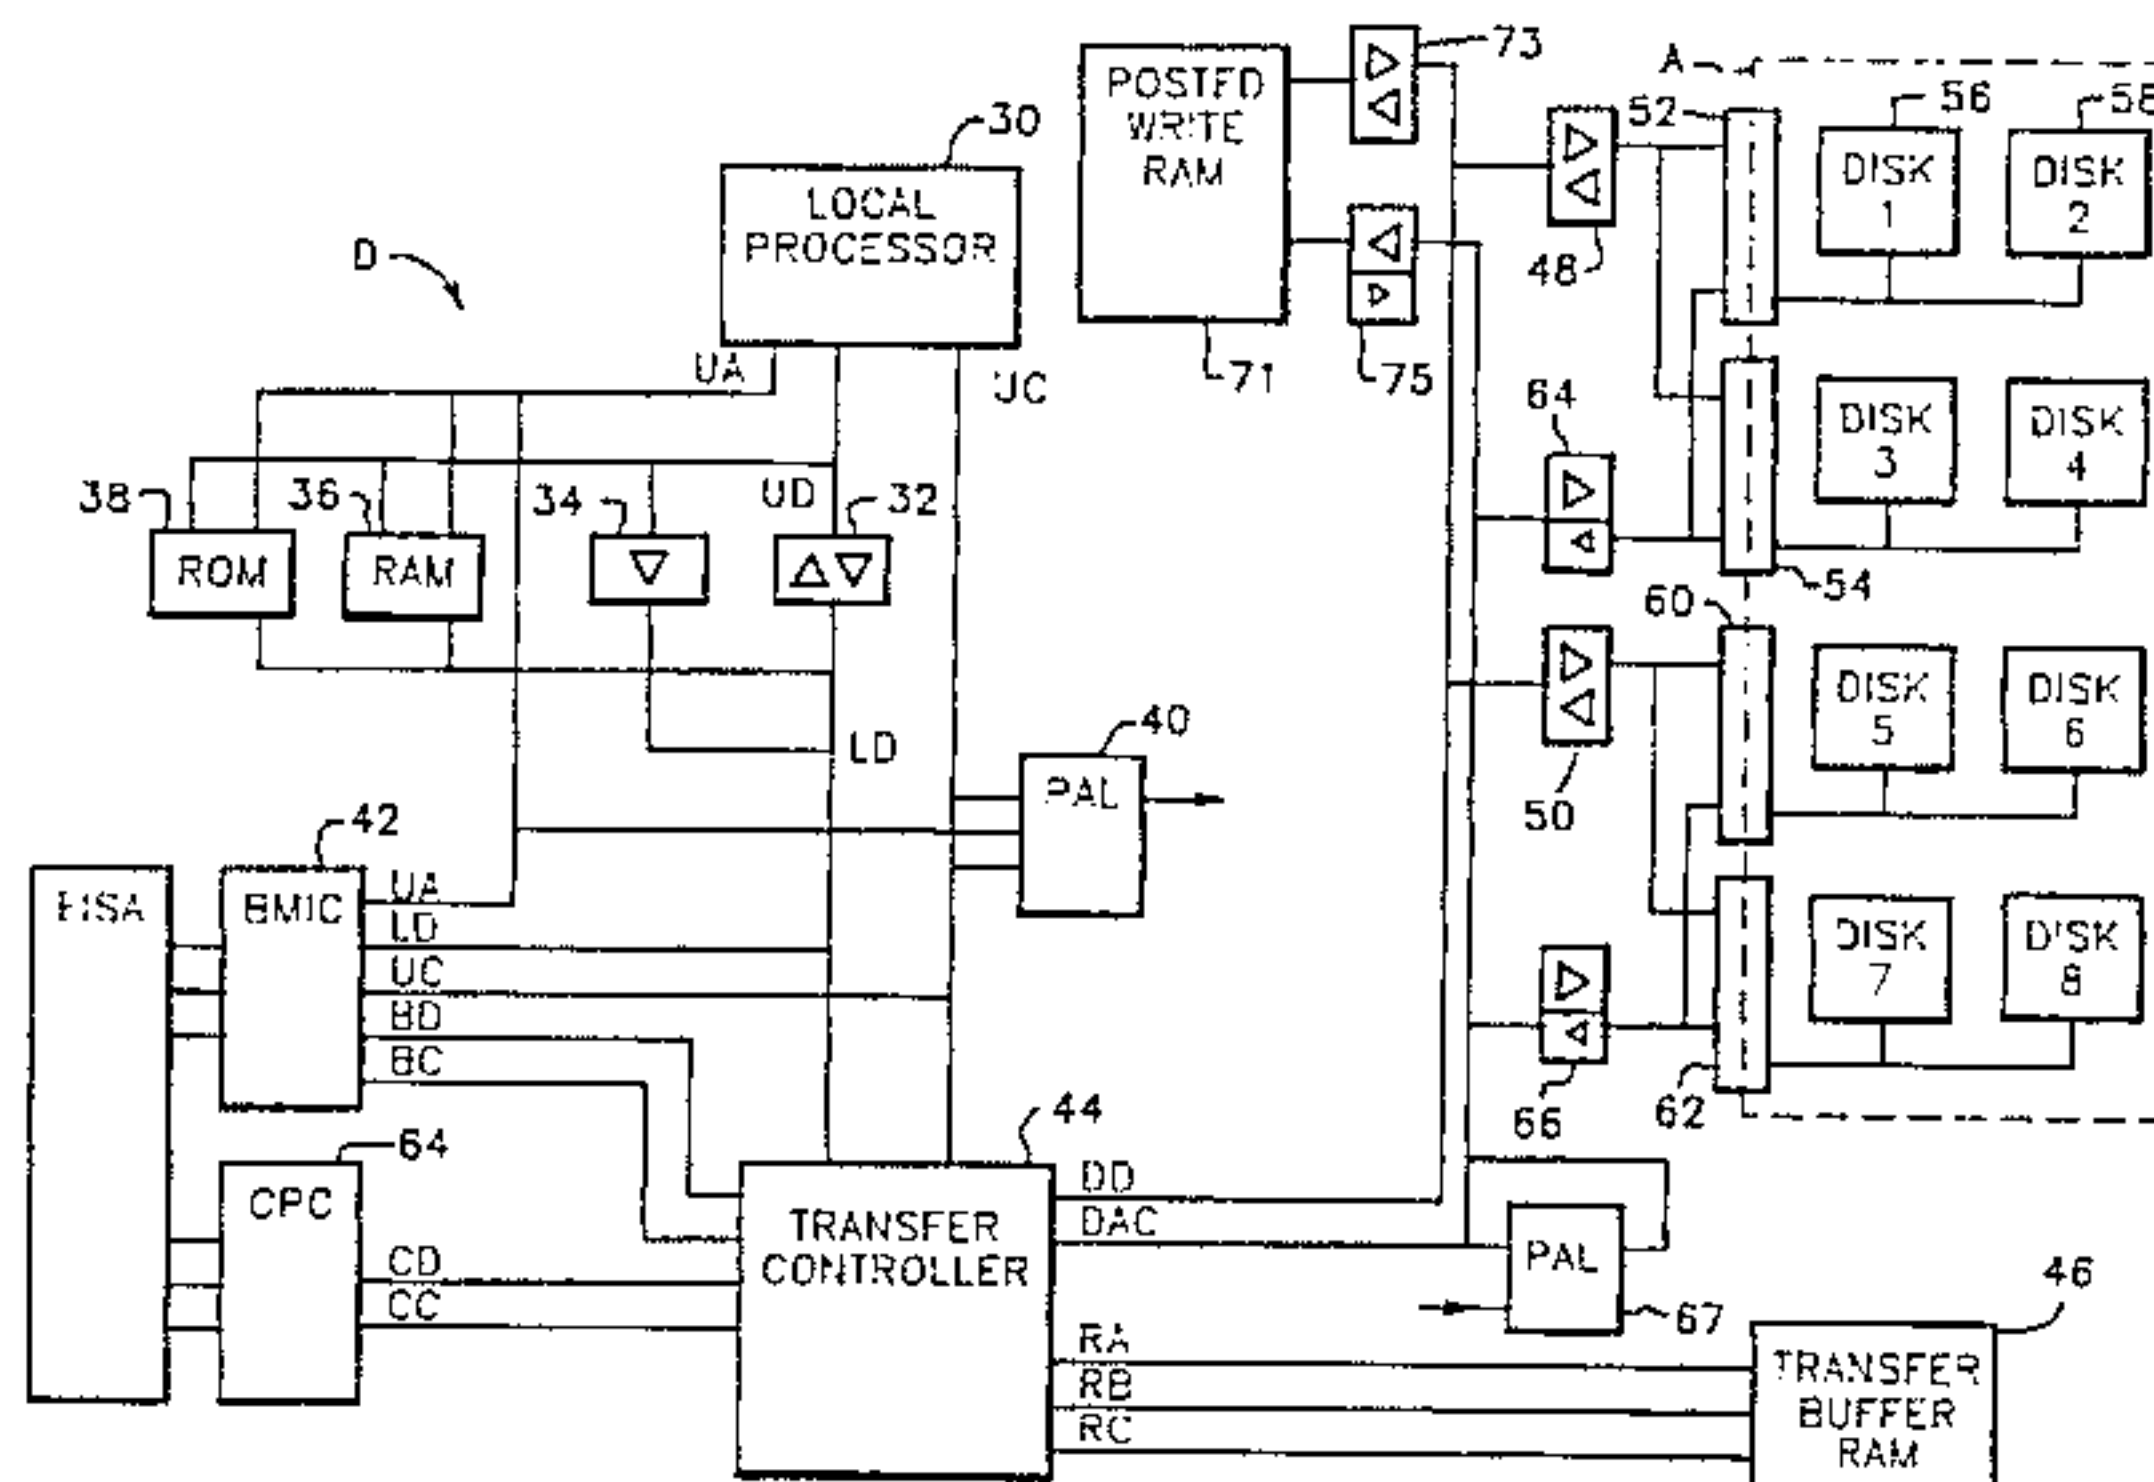 73
POSTED
WRITE
RAM
A
52
56
58
30
DISK
1
DISK
2
LOCAL
PROCESSOR
D
48
UA
UC
71
75
64
DISK
3
DISK
4
38
36
34
UD
32
ROM
RAM
54
60
DISK
5
DISK
6
40
LD
PAL
50
42
EISA
BMIC
UA
LD
UC
BD
BC
DISK
7
DISK
8
66
62
64
44
CPC
DD
DAC
TRANSFER
CONTROLLER
PAL
CD
CC
46
67
RA
RB
RC
TRANSFER
BUFFER
RAM